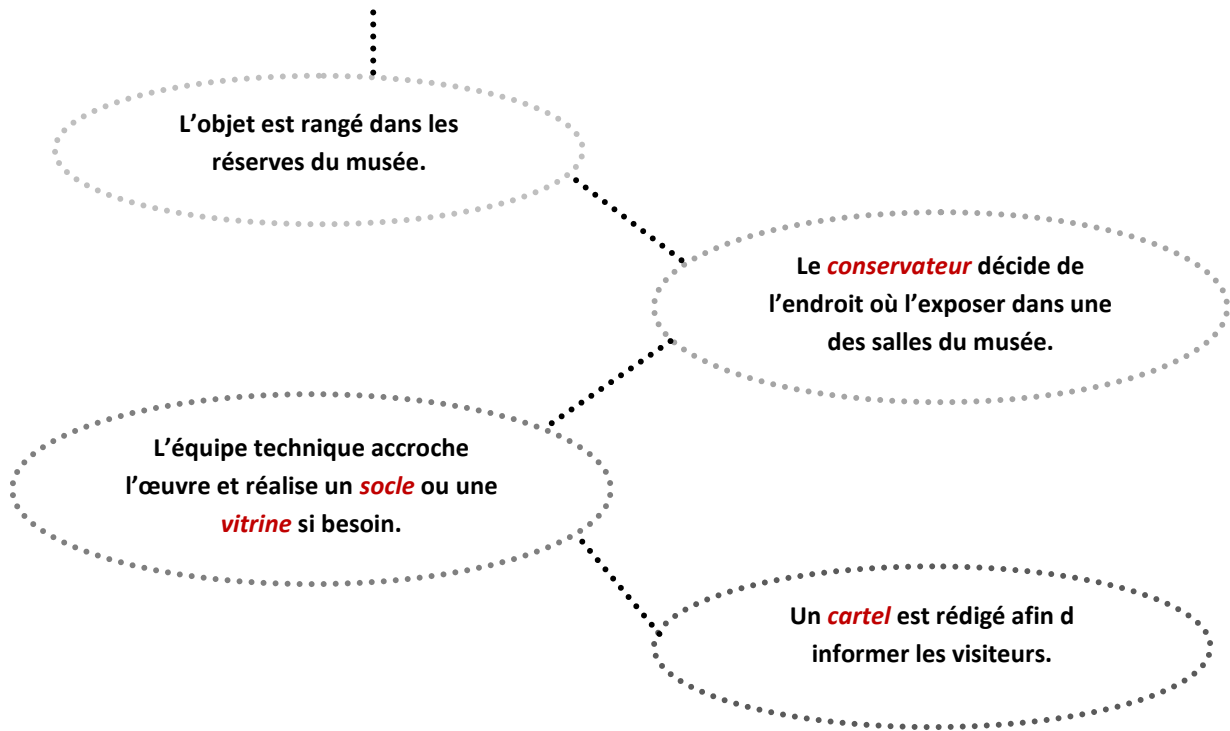 L’objet est rangé dans les
réserves du musée.
Le conservateur décide de
l’endroit où l’exposer dans une
des salles du musée.
L’équipe technique accroche
l’œuvre et réalise un socle ou une
vitrine si besoin.
Un cartel est rédigé afin d
informer les visiteurs.